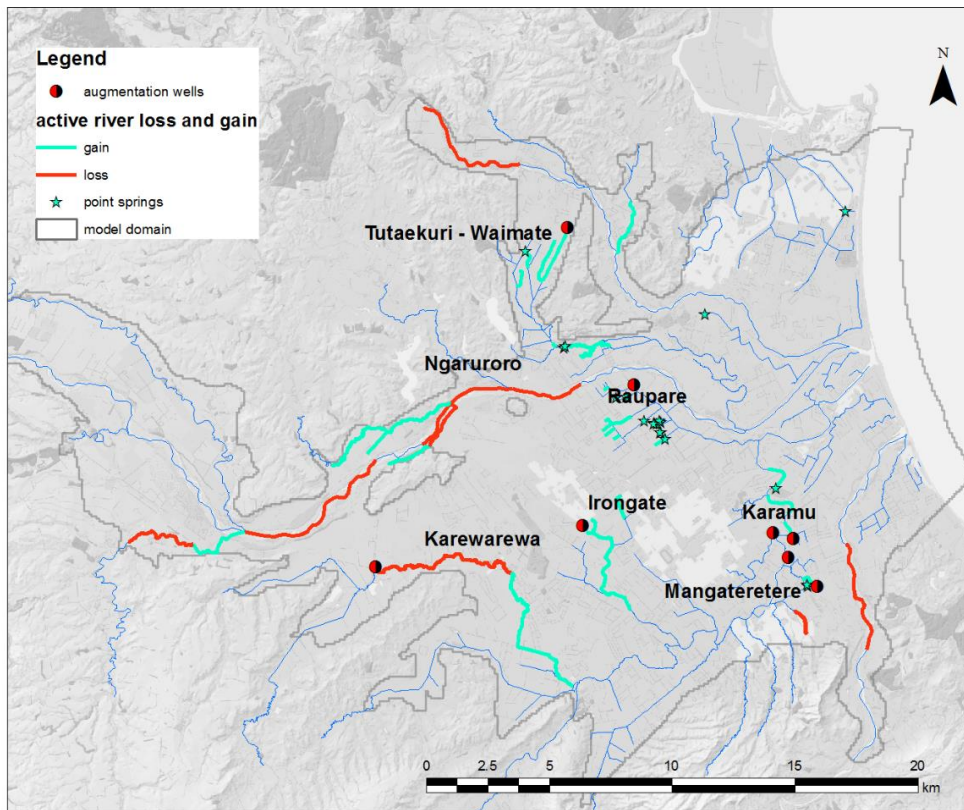 Legend
augmentation wells
active river loss and gain
gain
loss
point springs
model domain
N
Tutaekuri - Waimate
Ngaruroro
Raupare
Irongate
Karamu
Karewarewa
Mangateretere
0 2.5 5 10 15 20
km